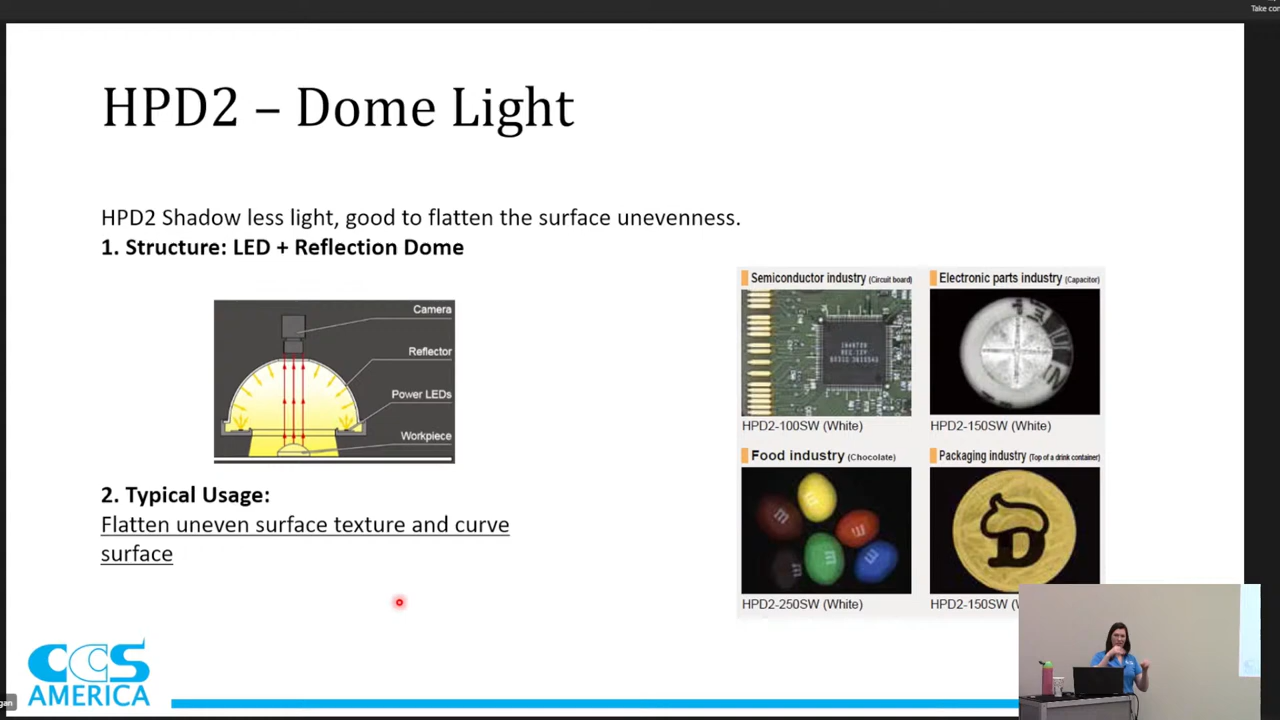 Take con
HPD2 – Dome Light
HPD2 Shadow less light, good to flatten the surface unevenness.
1. Structure: LED + Reflection Dome
Camera
Reflector
Power LEDs
Workpiece
2. Typical Usage:
Flatten uneven surface texture and curve
surface
Semiconductor industry (Circuit board)
Electronic parts industry (Capacitor)
HPD2-100SW (White)
HPD2-150SW (White)
Food industry (Chocolate)
Packaging industry (Top of a drink container)
m
m
m
m
m
D
HPD2-250SW (White)
HPD2-150SW (W
CCS
AMERICA
gan